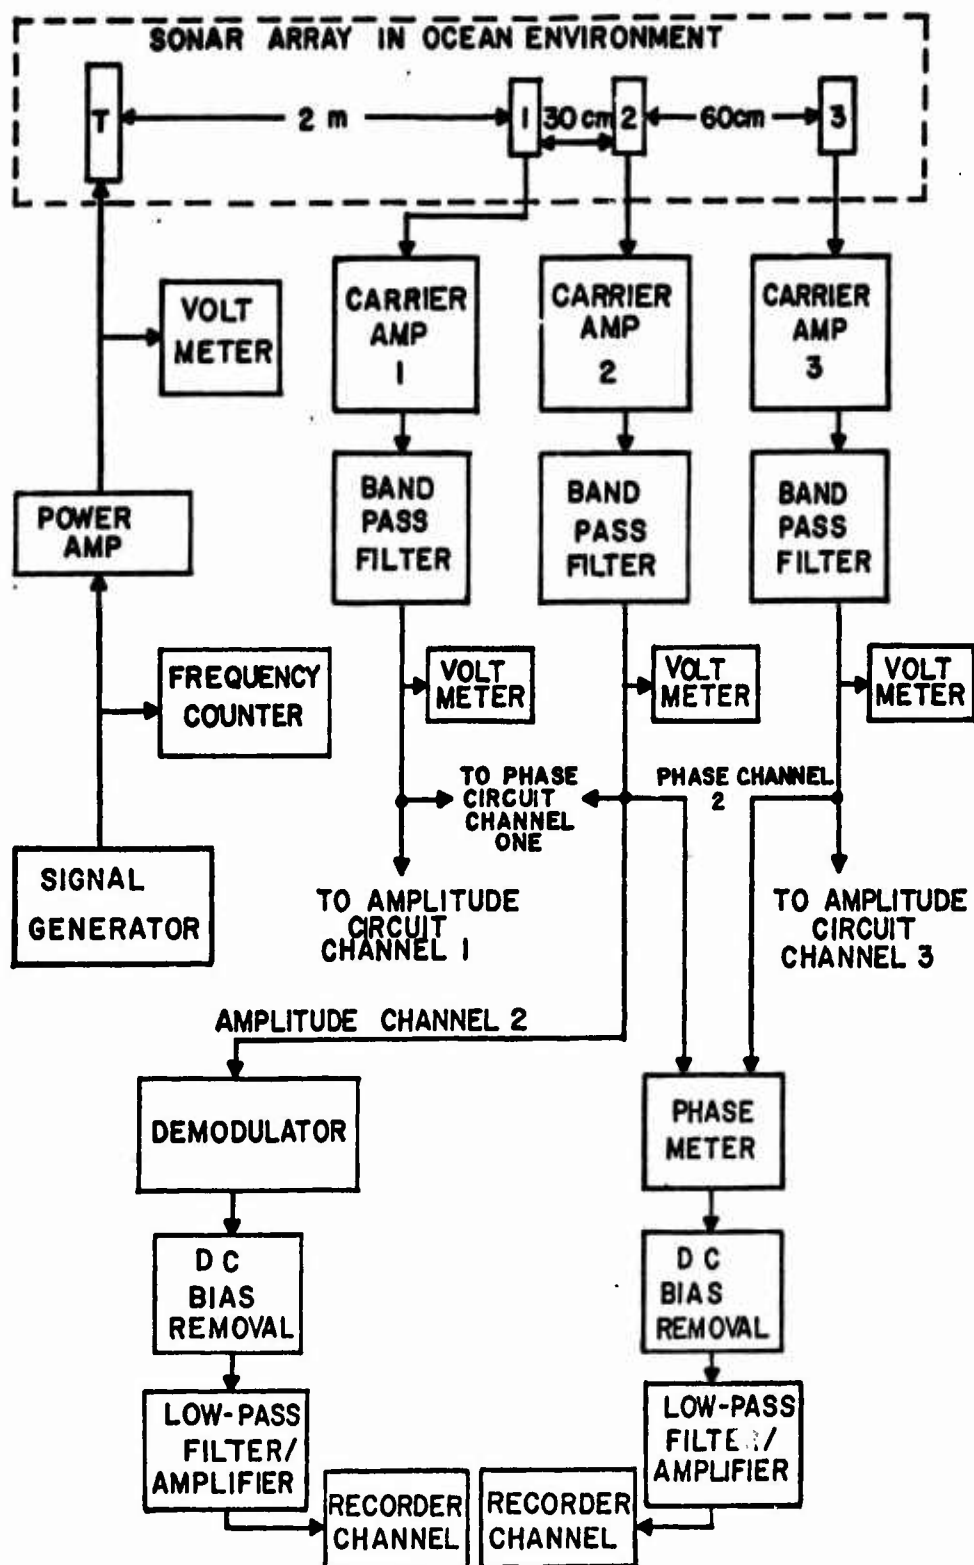 SONAR ARRAY IN OCEAN ENVIRONMENT
T
2 m
1
30 cm
2
60cm
3
VOLT
METER
CARRIER
AMP
1
CARRIER
AMP
2
CARRIER
AMP
3
POWER
AMP
BAND
PASS
FILTER
BAND
PASS
FILTER
BAND
PASS
FILTER
FREQUENCY
COUNTER
VOLT
METER
VOLT
METER
VOLT
METER
TO PHASE
CIRCUIT
CHANNEL
ONE
PHASE CHANNEL
2
SIGNAL
GENERATOR
TO AMPLITUDE
CIRCUIT
CHANNEL 1
TO AMPLITUDE
CIRCUIT
CHANNEL 3
AMPLITUDE CHANNEL 2
DEMODULATOR
PHASE
METER
DC
BIAS
REMOVAL
DC
BIAS
REMOVAL
LOW-PASS
FILTER/
AMPLIFIER
LOW-PASS
FILTER/
AMPLIFIER
RECORDER
CHANNEL
RECORDER
CHANNEL